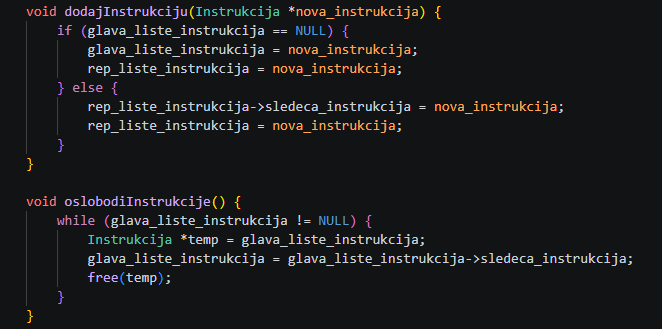 void dodajInstrukciju(Instrukcija *nova_instrukcija) {
    if (glava_liste_instrukcija == NULL) {
        glava_liste_instrukcija = nova_instrukcija;
        rep_liste_instrukcija = nova_instrukcija;
    } else {
        rep_liste_instrukcija->sledeca_instrukcija = nova_instrukcija;
        rep_liste_instrukcija = nova_instrukcija;
    }
}

void oslobodiInstrukcije() {
    while (glava_liste_instrukcija != NULL) {
        Instrukcija *temp = glava_liste_instrukcija;
        glava_liste_instrukcija = glava_liste_instrukcija->sledeca_instrukcija;
        free(temp);
    }
}